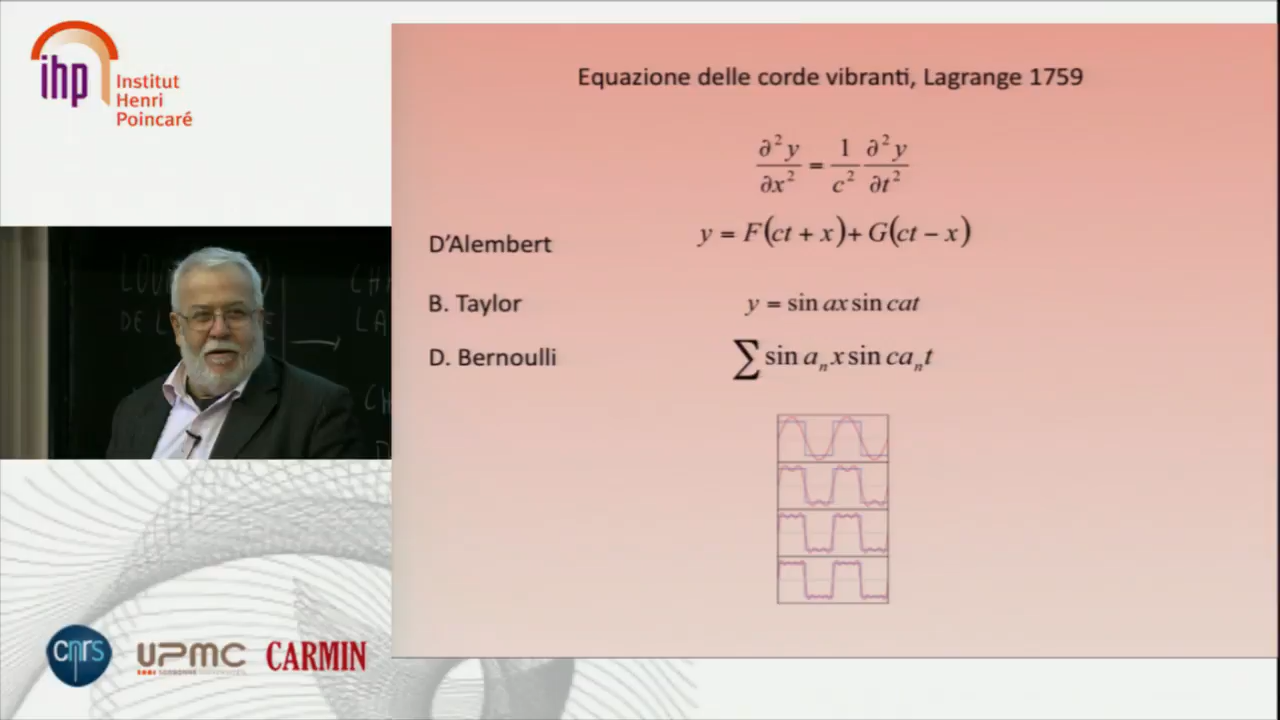 ihp Institut
Henri
Poincaré
Equazione delle corde vibranti, Lagrange 1759
∂²y/∂x² = 1/c² ∂²y/∂t²
D'Alembert y = F(ct + x) + G(ct − x)
B. Taylor y = sin ax sin cat
D. Bernoulli ∑ sin aₙx sin caₙt
DE
CNrs UPMC CARMIN